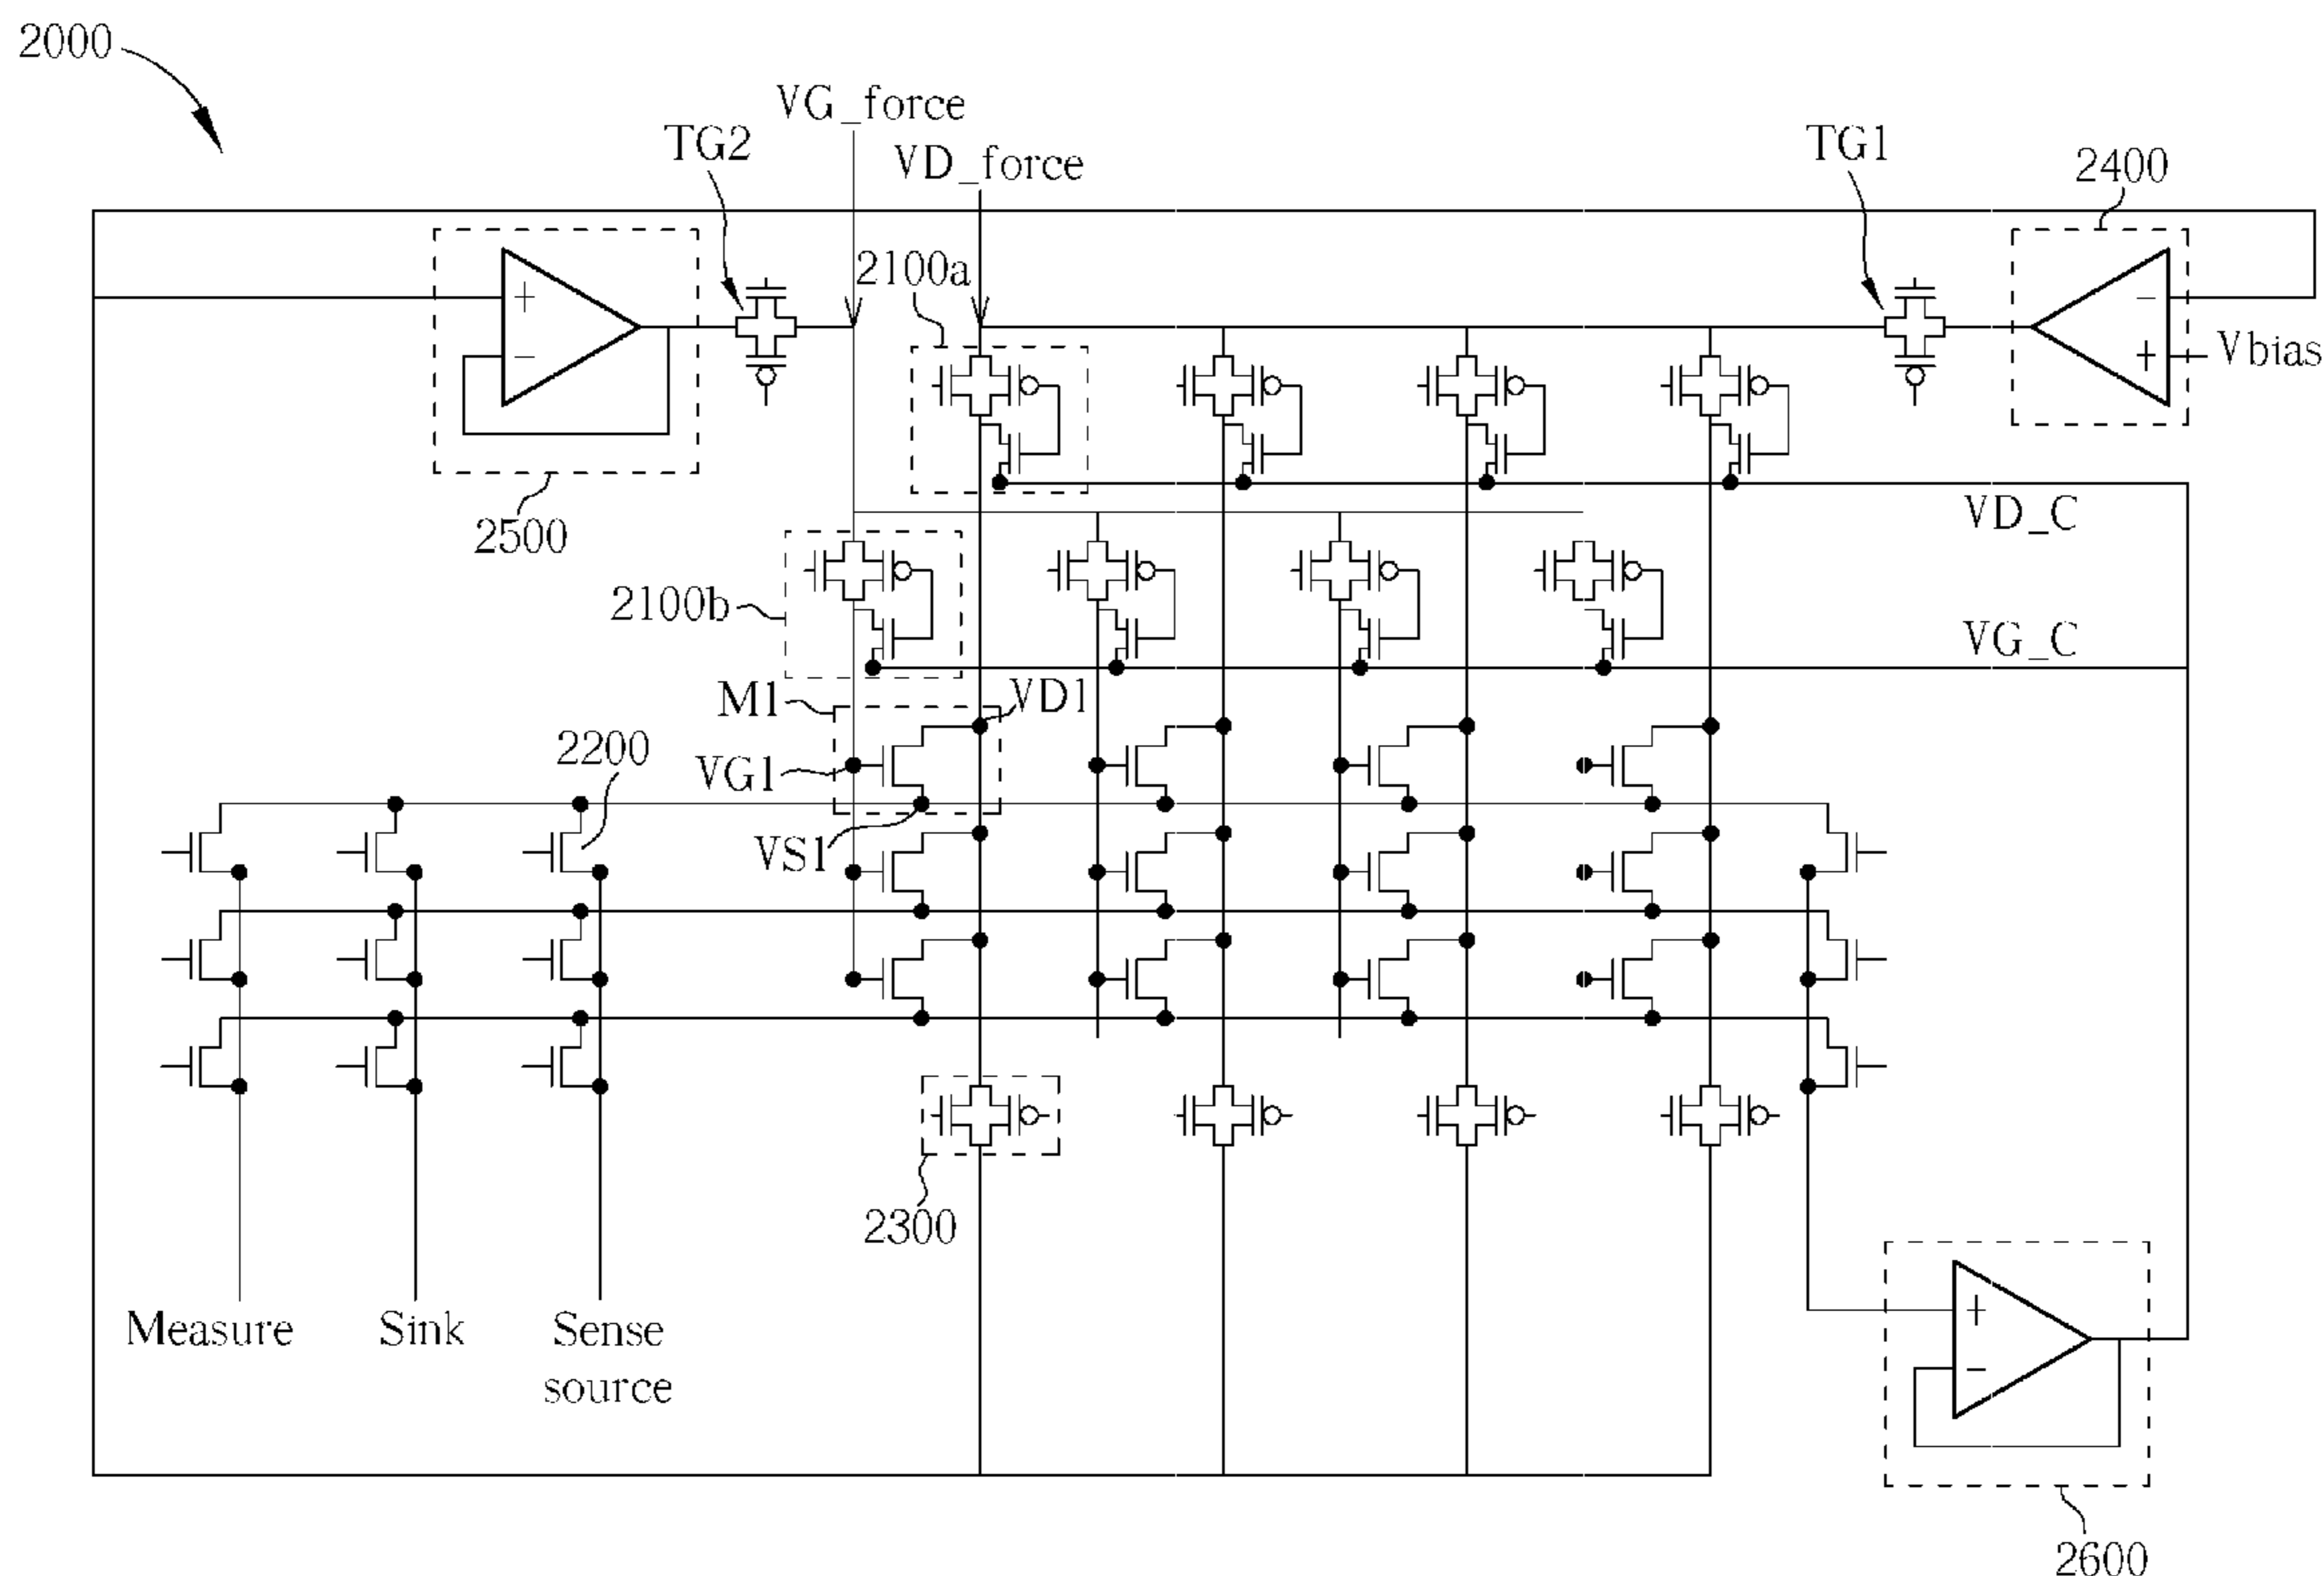 2000
VG_force
TG2
VD_force
TG1
2400
2100a
+
−
−
+
Vbias
2500
VD_C
2100b
VG_C
M1
VD1
2200
VG1
VS1
2300
Measure
Sink
Sense
source
+
−
2600